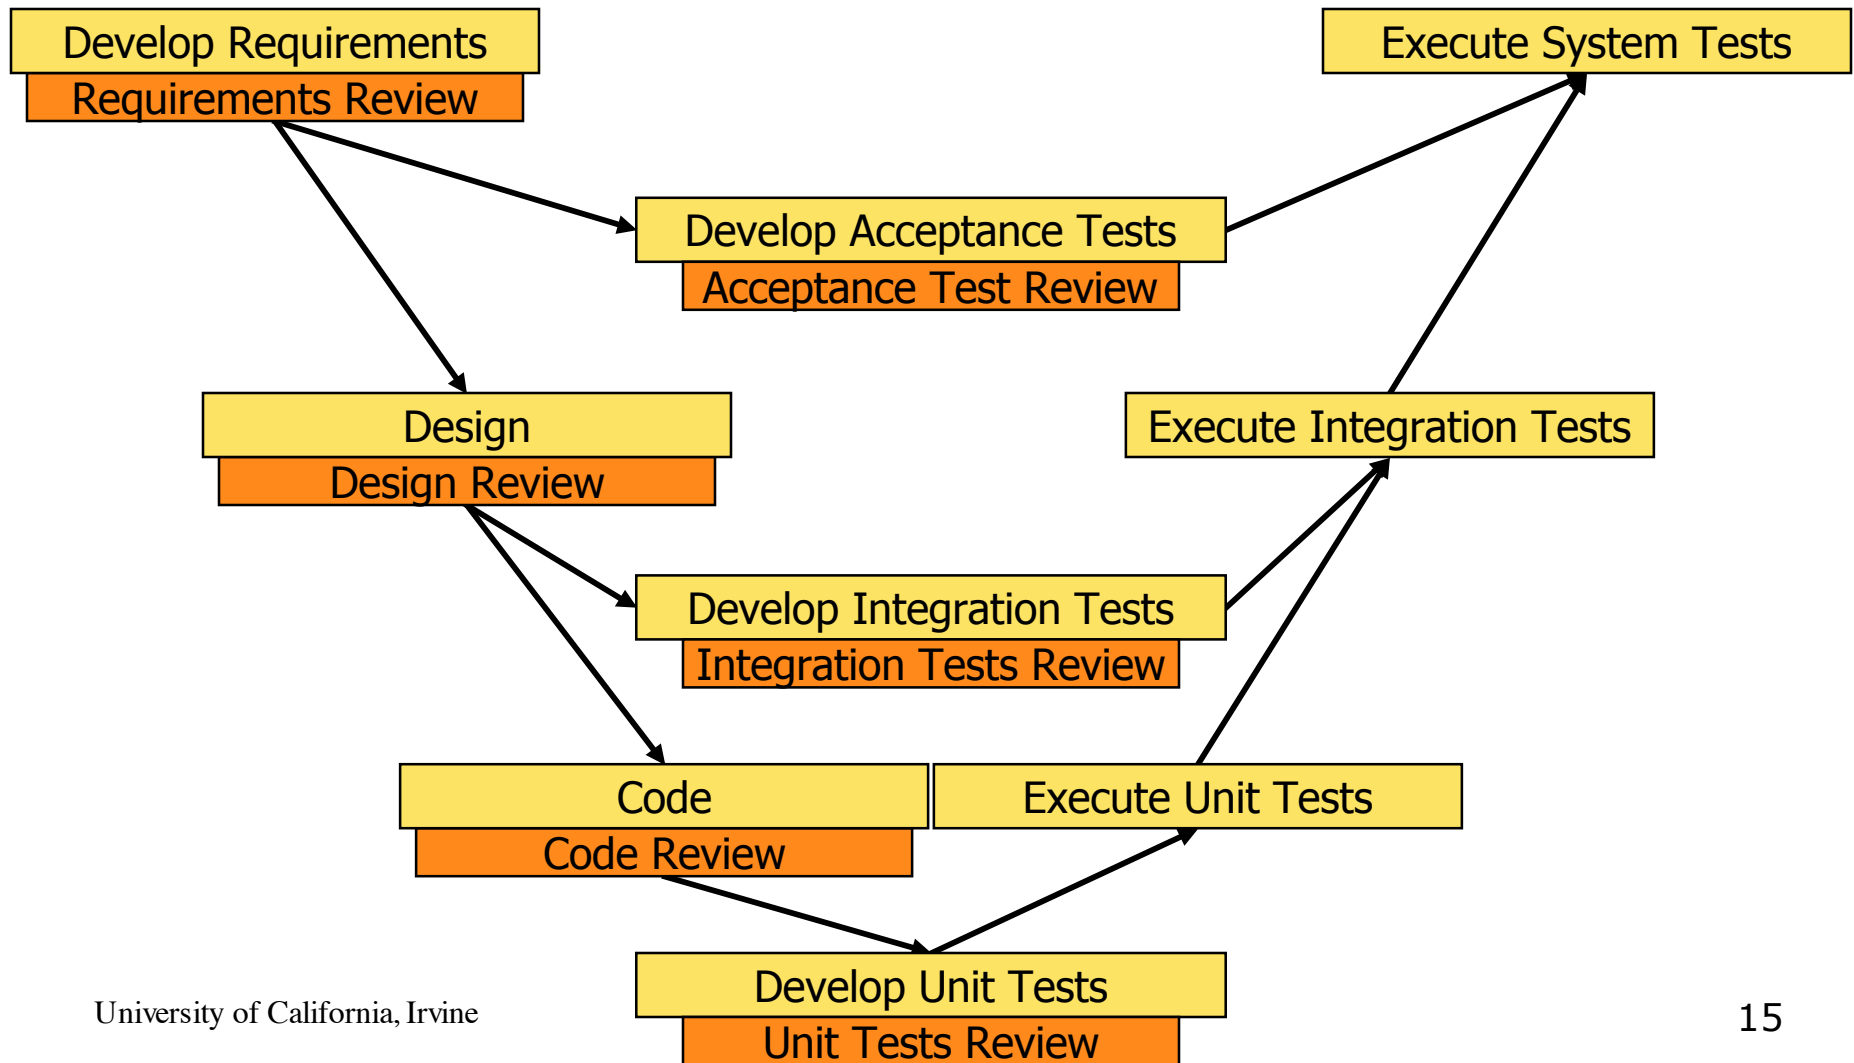 Develop Requirements
Requirements Review
Execute System Tests
Develop Acceptance Tests
Acceptance Test Review
Design
Design Review
Execute Integration Tests
Develop Integration Tests
Integration Tests Review
Code
Code Review
Execute Unit Tests
Develop Unit Tests
Unit Tests Review
University of California, Irvine
15